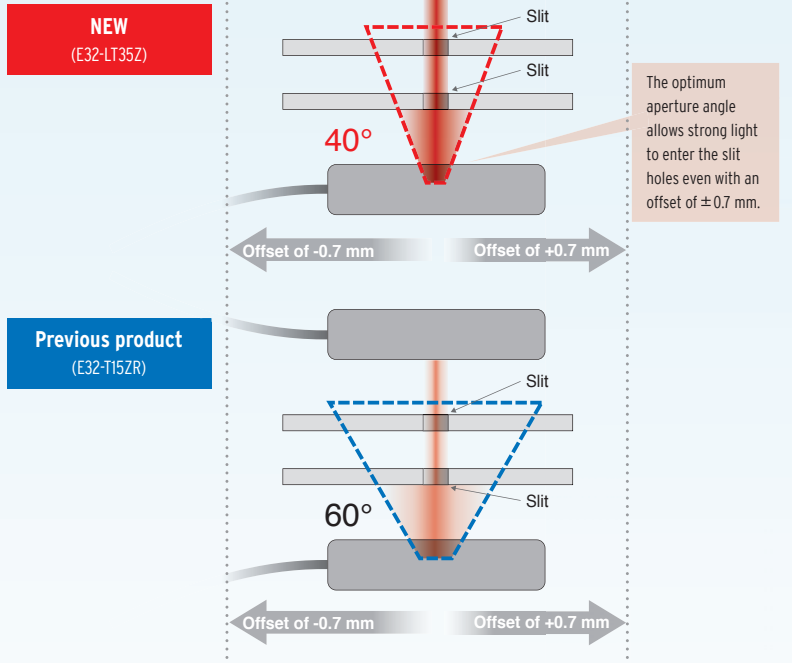 NEW
(E32-LT35Z)
Slit
Slit
40°
The optimum
aperture angle
allows strong light
to enter the slit
holes even with an
offset of ±0.7 mm.
Offset of -0.7 mm
Offset of +0.7 mm
Previous product
(E32-T15ZR)
Slit
Slit
60°
Offset of -0.7 mm
Offset of +0.7 mm